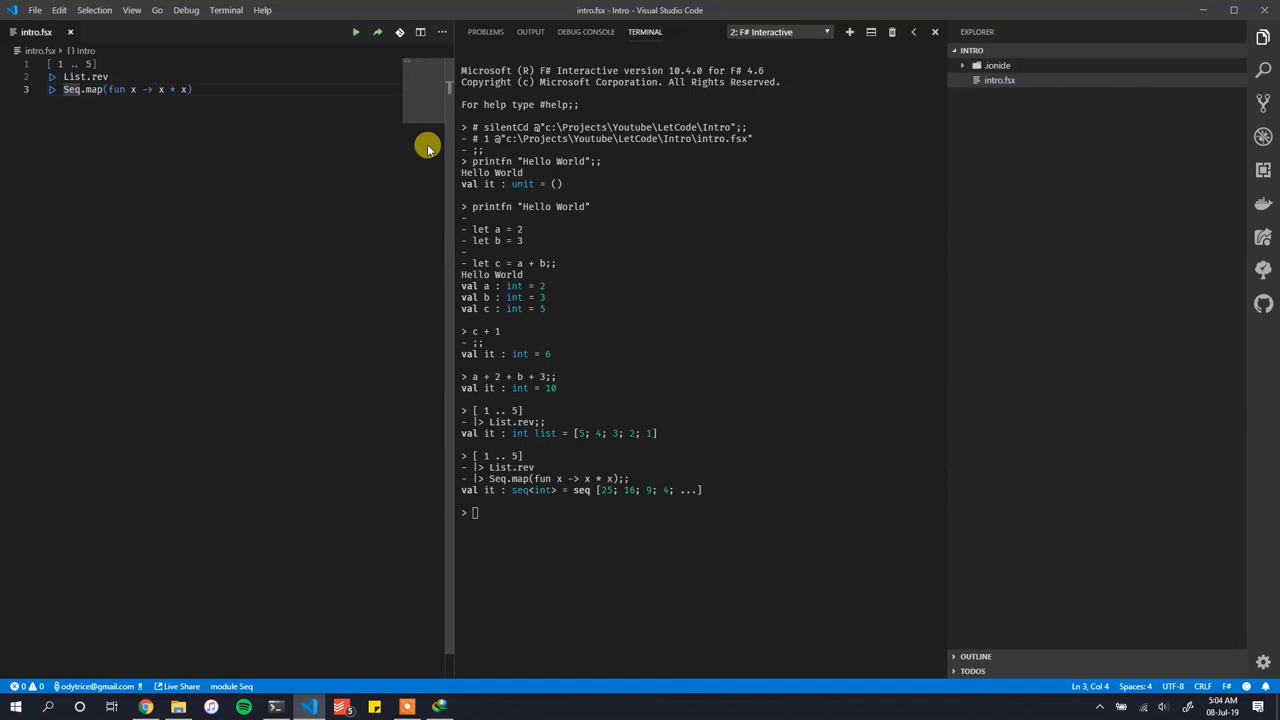 File Edit Selection View Go Debug Terminal Help
intro.fsx - Intro - Visual Studio Code
intro.fsx
intro.fsx Intro
1 [ 1 .. 5]
2 ▷ List.rev
3 ▷ Seq.map(fun x → x * x)
PROBLEMS OUTPUT DEBUG CONSOLE TERMINAL
2: F# Interactive
Microsoft (R) F# Interactive version 10.4.0 for F# 4.6
Copyright (c) Microsoft Corporation. All Rights Reserved.
For help type #help;;
> # silentCd @"c:\Projects\Youtube\LetCode\Intro";;
- # 1 @"c:\Projects\Youtube\LetCode\Intro\intro.fsx"
- ;;
> printfn "Hello World";;
Hello World
val it : unit = ()
> printfn "Hello World"
-
- let a = 2
- let b = 3
-
- let c = a + b;;
Hello World
val a : int = 2
val b : int = 3
val c : int = 5
> c + 1
- ;;
val it : int = 6
> a + 2 + b + 3;;
val it : int = 10
> [ 1 .. 5]
- |> List.rev;;
val it : int list = [5; 4; 3; 2; 1]
> [ 1 .. 5]
- |> List.rev
- |> Seq.map(fun x -> x * x);;
val it : seq<int> = seq [25; 16; 9; 4; ...]
>
EXPLORER
INTRO
.ionide
intro.fsx
OUTLINE
TODOS
0 0 odytrice@gmail.com Live Share module Seq
Ln 3, Col 4 Spaces: 4 UTF-8 CRLF F#
5
5:04 AM
08-Jul-19